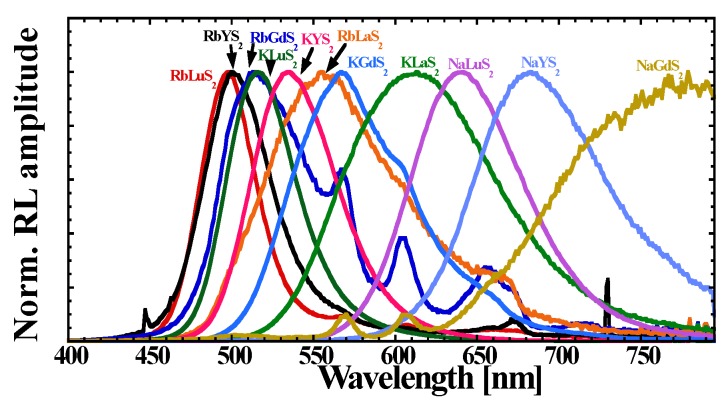 RbYS2 RbGdS2 KYS2 RbLaS2
KLuS2
RbLuS2 KGdS2 KLaS2 NaLuS2 NaYS2 NaGdS2
Norm. RL amplitude
400 450 500 550 600 650 700 750
Wavelength [nm]